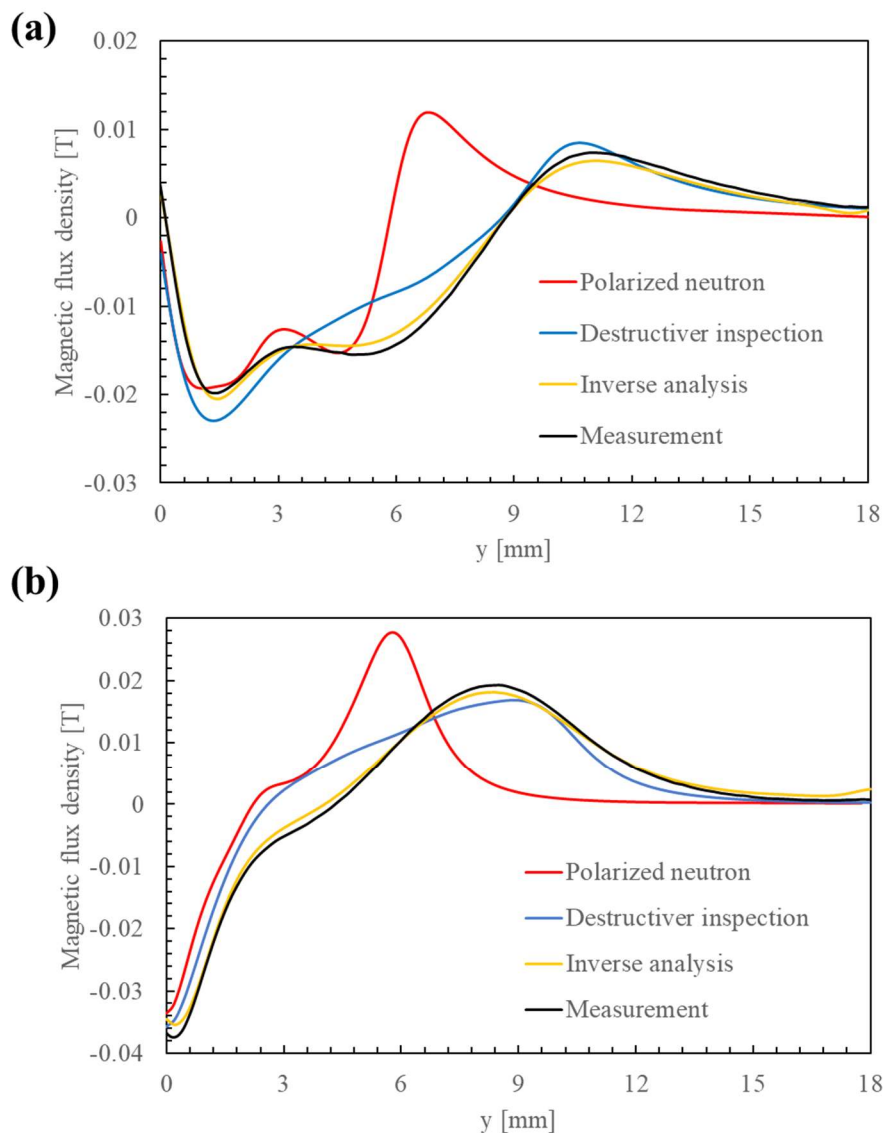 (a)
0.02
0.01
0
-0.01
-0.02
-0.03
Magnetic flux density [T]
Polarized neutron
Destructiver inspection
Inverse analysis
Measurement
0 3 6 9 12 15 18
y [mm]
(b)
0.03
0.02
0.01
0
-0.01
-0.02
-0.03
-0.04
Magnetic flux density [T]
Polarized neutron
Destructiver inspection
Inverse analysis
Measurement
0 3 6 9 12 15 18
y [mm]